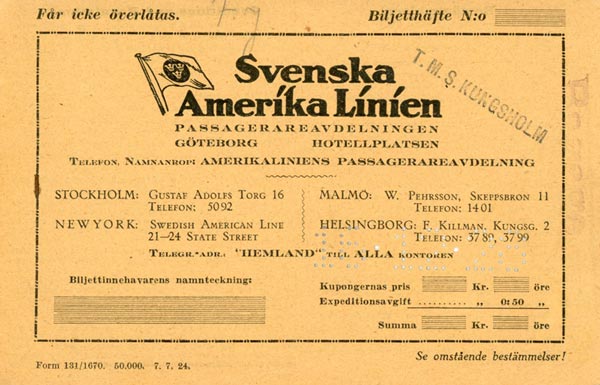 Får icke överlåtas.
Biljetthäfte N:o
Svenska
Amerika Linien
PASSAGERAREAVDELNINGEN
GÖTEBORG HOTELLPLATSEN
TELEFON. NAMNANROP: AMERIKALINIENS PASSAGERAREAVDELNING
T.M.S. KUNGSHOLM
STOCKHOLM: GUSTAF ADOLFS TORG 16
TELEFON: 5092
NEW YORK: SWEDISH AMERICAN LINE
21—24 STATE STREET
MALMÖ: W. PEHRSSON, SKEPPSBRON 11
TELEFON: 1401
HELSINGBORG: F. KILLMAN. KUNGSG. 2
TELEFON: 3789, 3799
TELEGR.-ADR.: "HEMLAND" TILL ALLA KONTOREN
Biljettinnehavarens namnteckning:
Kupongernas pris Kr. öre
Expeditionsavgift . . . . . . . . „ 0:50 „
Summa Kr. öre
Form 131/1670. 50,000. 7. 7. 24.
Se omstående bestämmelser!